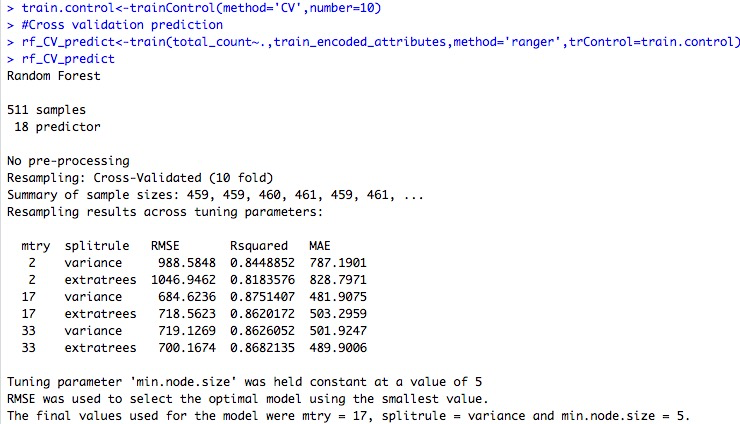 > train.control<-trainControl(method='CV',number=10)
> #Cross validation prediction
> rf_CV_predict<-train(total_count~.,train_encoded_attributes,method='ranger',trControl=train.control)
> rf_CV_predict
Random Forest

511 samples
 18 predictor

No pre-processing
Resampling: Cross-Validated (10 fold)
Summary of sample sizes: 459, 459, 460, 461, 459, 461, ...
Resampling results across tuning parameters:

  mtry  splitrule   RMSE       Rsquared   MAE
   2    variance     988.5848  0.8448852  787.1901
   2    extratrees  1046.9462  0.8183576  828.7971
  17    variance     684.6236  0.8751407  481.9075
  17    extratrees   718.5623  0.8620172  503.2959
  33    variance     719.1269  0.8626052  501.9247
  33    extratrees   700.1674  0.8682135  489.9006

Tuning parameter 'min.node.size' was held constant at a value of 5
RMSE was used to select the optimal model using the smallest value.
The final values used for the model were mtry = 17, splitrule = variance and min.node.size = 5.